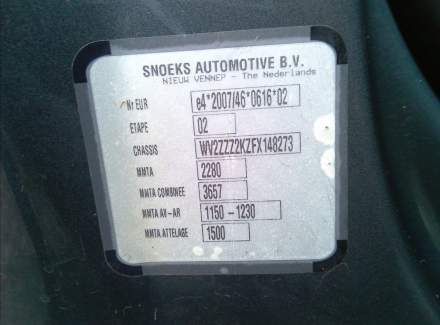 SNOEKS AUTOMOTIVE B.V.
NIEUW VENNEP - The Nederlands
Nr EUR e4*2007/46*0616*02
ETAPE 02
CHASSIS WV2ZZZ2KZFX148273
MMTA 2280
MMTA COMBINEE 3657
MMTA AV-AR 1150-1230
MMTA ATTELAGE 1500